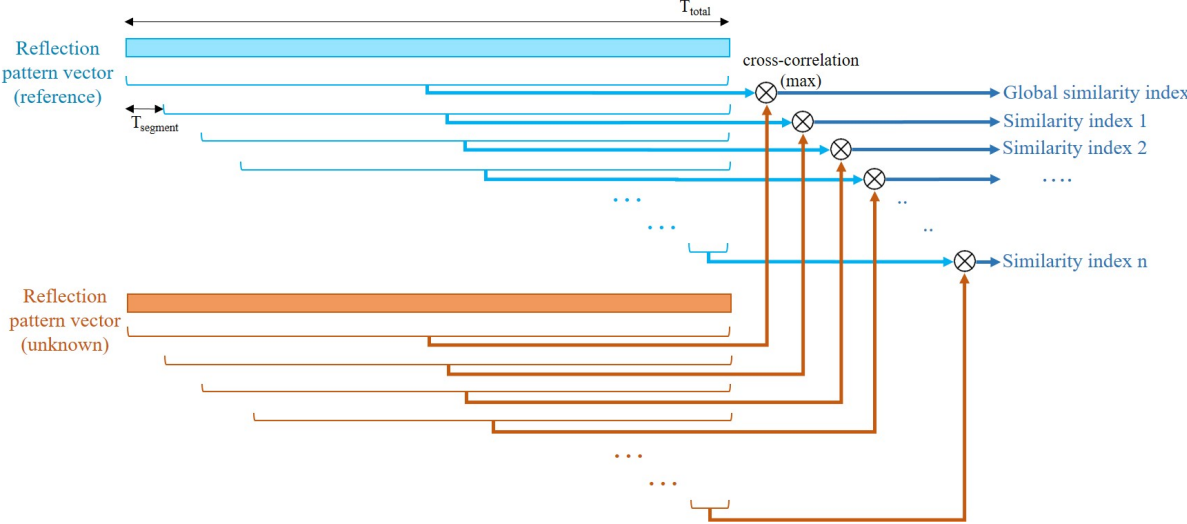 T_total
Reflection
pattern vector
(reference)
cross-correlation
(max)
Global similarity index
T_segment
Similarity index 1
Similarity index 2
....
...
..
...
..
Similarity index n
Reflection
pattern vector
(unknown)
...
...